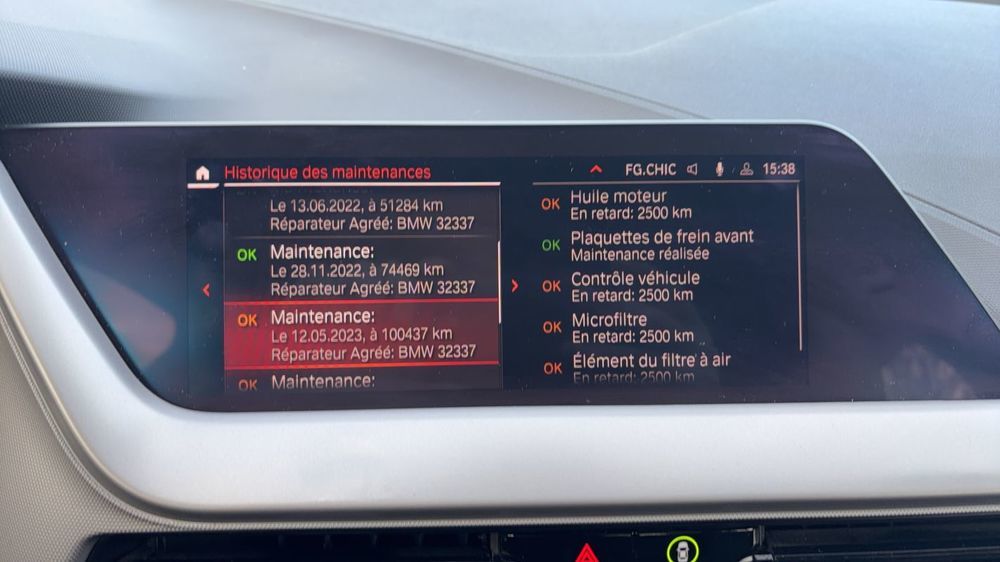 Historique des maintenances
FG.CHIC
15:38
Le 13.06.2022, à 51284 km
Réparateur Agréé: BMW 32337
OK Maintenance:
Le 28.11.2022, à 74469 km
Réparateur Agréé: BMW 32337
OK Maintenance:
Le 12.05.2023, à 100437 km
Réparateur Agréé: BMW 32337
OK Maintenance:
OK Huile moteur
En retard: 2500 km
OK Plaquettes de frein avant
Maintenance réalisée
OK Contrôle véhicule
En retard: 2500 km
OK Microfiltre
En retard: 2500 km
OK Élément du filtre à air
En retard: 2500 km